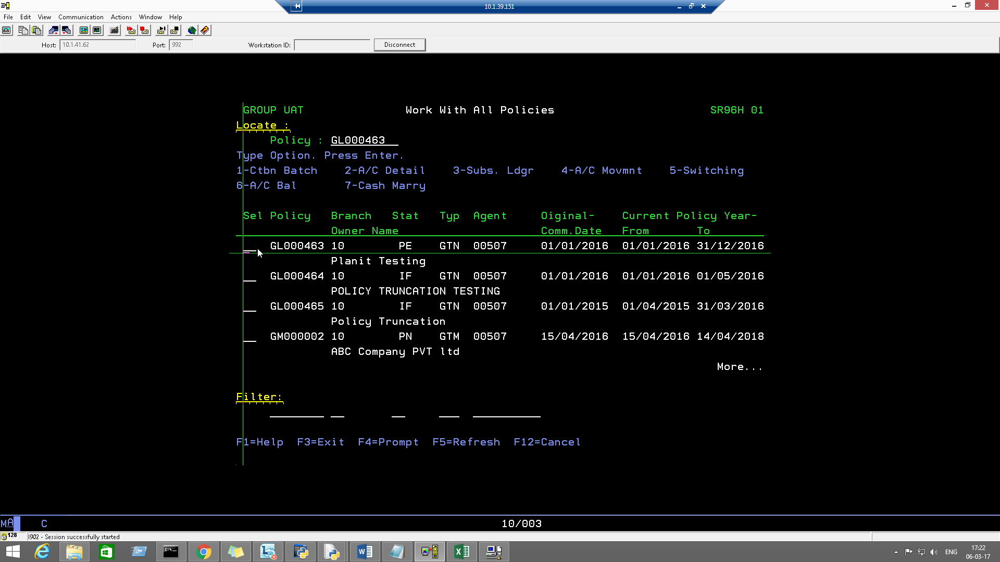 10.1.39.151
File Edit View Communication Actions Window Help
Host: 10.1.41.62 Port: 992 Workstation ID: Disconnect
GROUP UAT Work With All Policies SR96H 01
Locate :
Policy : GL000463
Type Option. Press Enter.
1-Ctbn Batch 2-A/C Detail 3-Subs. Ldgr 4-A/C Movmnt 5-Switching
6-A/C Bal 7-Cash Marry
Sel Policy Branch Stat Typ Agent Oiginal- Current Policy Year-
Owner Name Comm.Date From To
GL000463 10 PE GTN 00507 01/01/2016 01/01/2016 31/12/2016
Planit Testing
GL000464 10 IF GTN 00507 01/01/2016 01/01/2016 01/05/2016
POLICY TRUNCATION TESTING
GL000465 10 IF GTN 00507 01/01/2015 01/04/2015 31/03/2016
Policy Truncation
GM000002 10 PN GTM 00507 15/04/2016 15/04/2016 14/04/2018
ABC Company PVT ltd
More...
Filter:
F1=Help F3=Exit F4=Prompt F5=Refresh F12=Cancel
MA C 10/003
128 I902 - Session successfully started
ENG 17:22
06-03-17